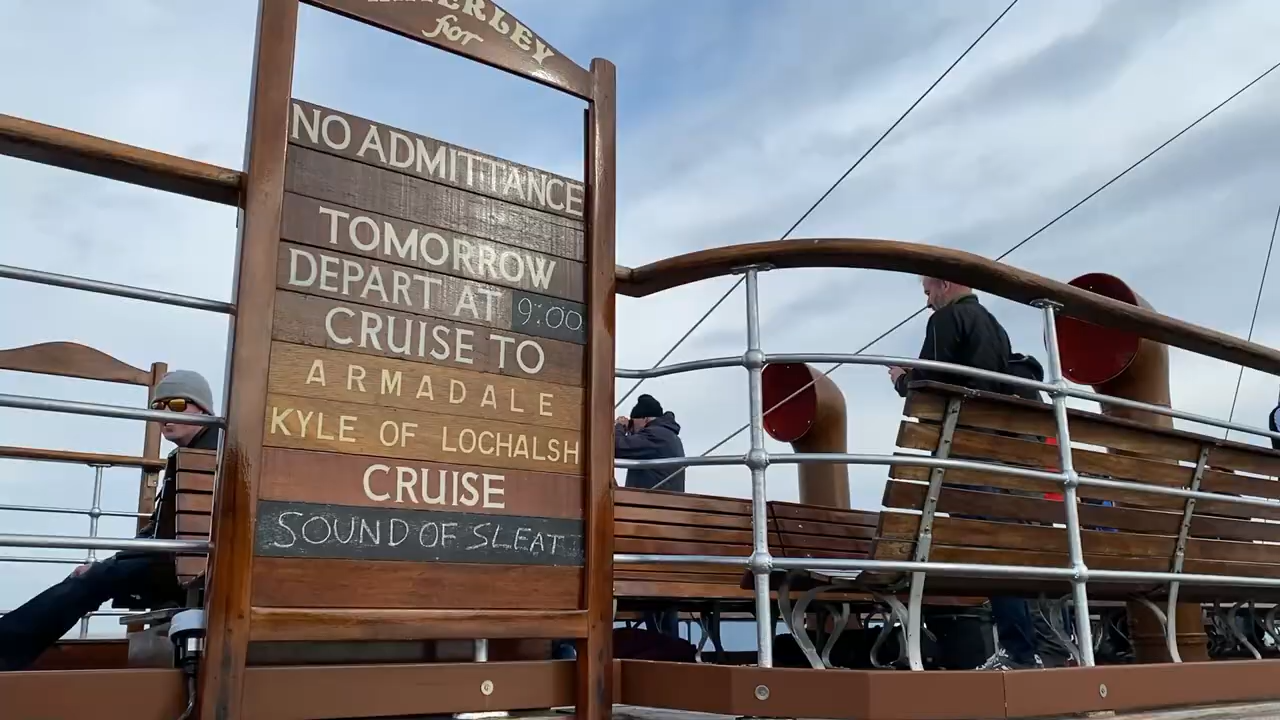 for
NO ADMITTANCE
TOMORROW
DEPART AT 9:00
CRUISE TO
ARMADALE
KYLE OF LOCHALSH
CRUISE
SOUND OF SLEAT